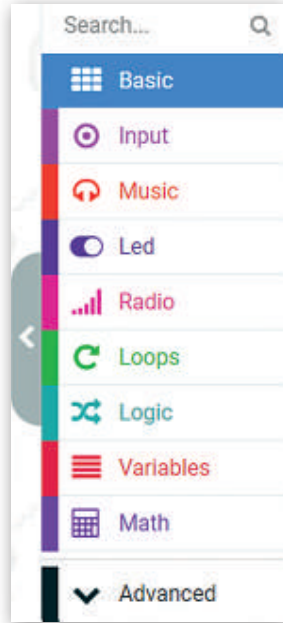 Search...
Basic
Input
Music
Led
Radio
Loops
Logic
Variables
Math
Advanced